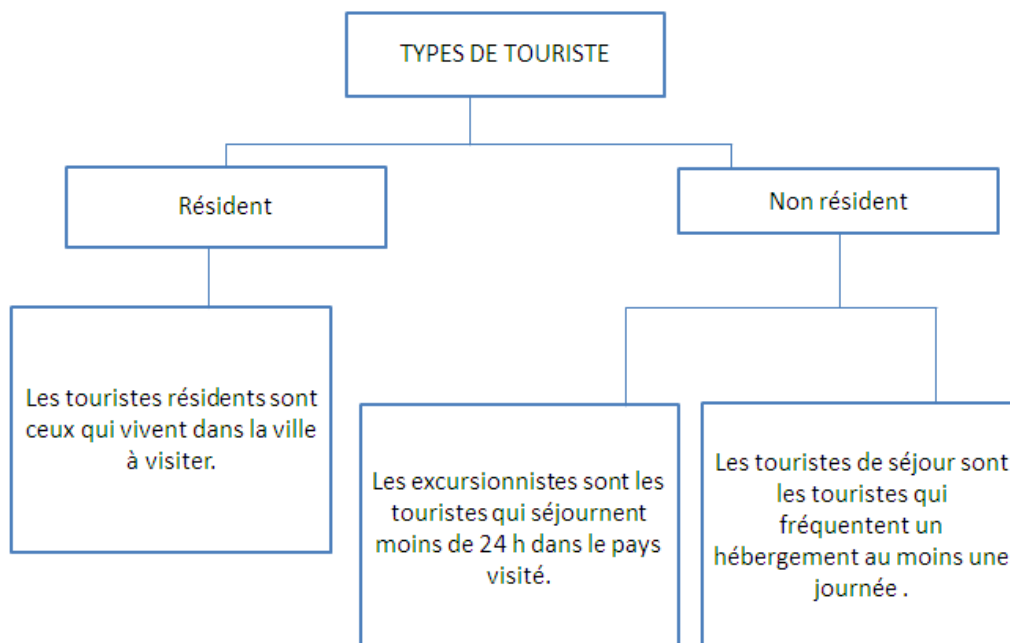 TYPES DE TOURISTE
Résident
Non résident
Les touristes résidents sont
ceux qui vivent dans la ville
à visiter.
Les excursionnistes sont les
touristes qui séjournent
moins de 24 h dans le pays
visité.
Les touristes de séjour sont
les touristes qui
fréquentent un
hébergement au moins une
journée .